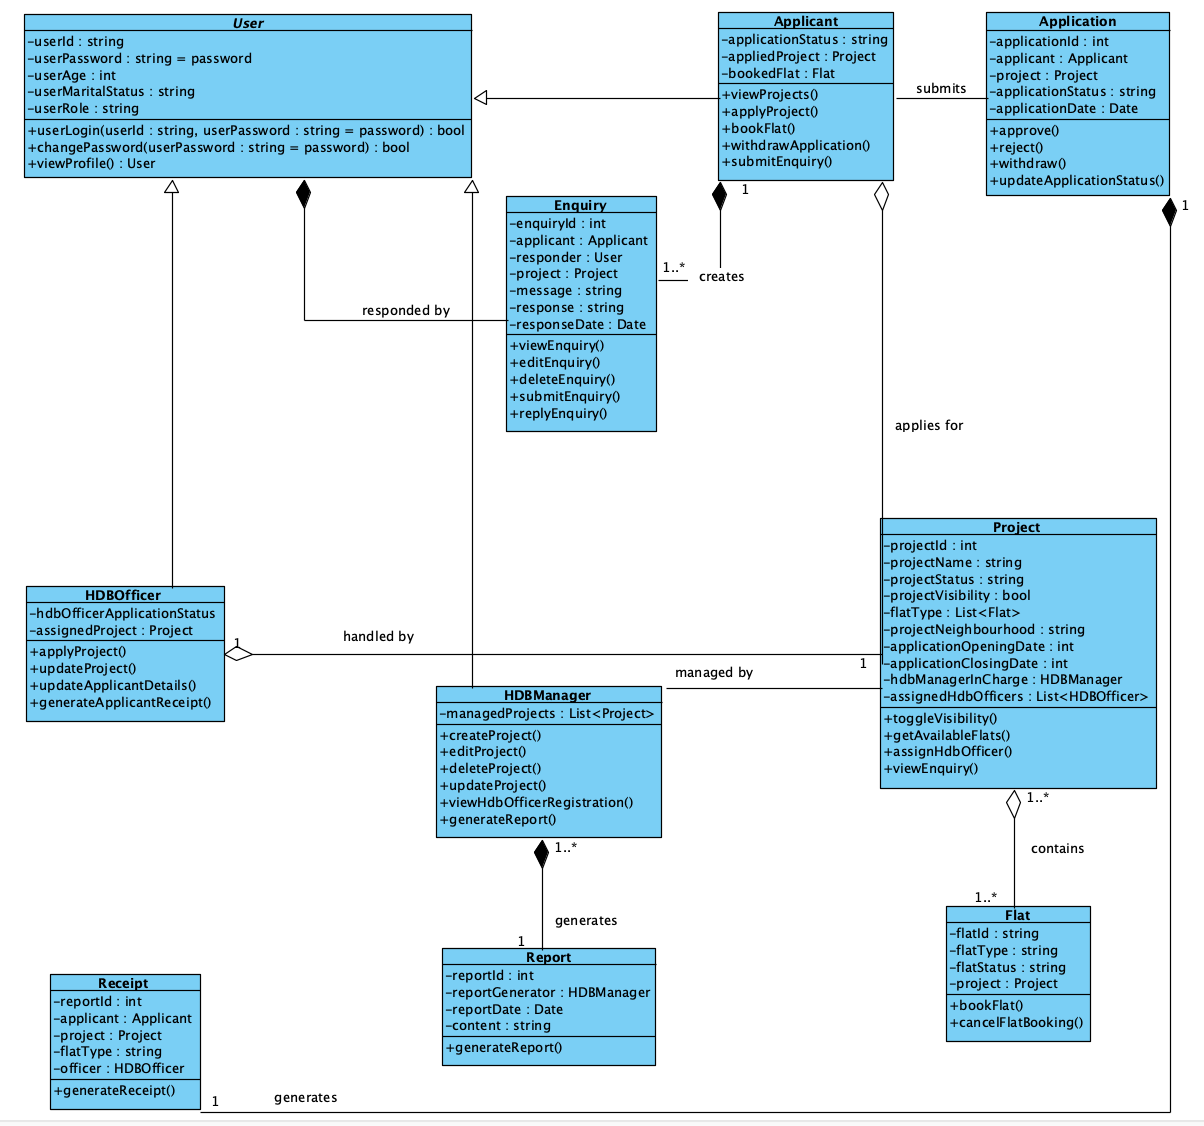 User
-userId : string
-userPassword : string = password
-userAge : int
-userMaritalStatus : string
-userRole : string
+userLogin(userId : string, userPassword : string = password) : bool
+changePassword(userPassword : string = password) : bool
+viewProfile() : User
Applicant
-applicationStatus : string
-appliedProject : Project
-bookedFlat : Flat
+viewProjects()
+applyProject()
+bookFlat()
+withdrawApplication()
+submitEnquiry()
submits
Application
-applicationId : int
-applicant : Applicant
-project : Project
-applicationStatus : string
-applicationDate : Date
+approve()
+reject()
+withdraw()
+updateApplicationStatus()
1
1
Enquiry
-enquiryId : int
-applicant : Applicant
-responder : User
-project : Project
-message : string
-response : string
-responseDate : Date
+viewEnquiry()
+editEnquiry()
+deleteEnquiry()
+submitEnquiry()
+replyEnquiry()
1..*
creates
responded by
applies for
Project
-projectId : int
-projectName : string
-projectStatus : string
-projectVisibility : bool
-flatType : List<Flat>
-projectNeighbourhood : string
-applicationOpeningDate : int
-applicationClosingDate : int
-hdbManagerInCharge : HDBManager
-assignedHdbOfficers : List<HDBOfficer>
+toggleVisibility()
+getAvailableFlats()
+assignHdbOfficer()
+viewEnquiry()
HDBOfficer
-hdbOfficerApplicationStatus
-assignedProject : Project
+applyProject()
+updateProject()
+updateApplicantDetails()
+generateApplicantReceipt()
1
handled by
1
managed by
HDBManager
-managedProjects : List<Project>
+createProject()
+editProject()
+deleteProject()
+updateProject()
+viewHdbOfficerRegistration()
+generateReport()
1..*
1..*
contains
1..*
generates
1
Flat
-flatId : string
-flatType : string
-flatStatus : string
-project : Project
+bookFlat()
+cancelFlatBooking()
Report
-reportId : int
-reportGenerator : HDBManager
-reportDate : Date
-content : string
+generateReport()
Receipt
-reportId : int
-applicant : Applicant
-project : Project
-flatType : string
-officer : HDBOfficer
+generateReceipt()
1
generates